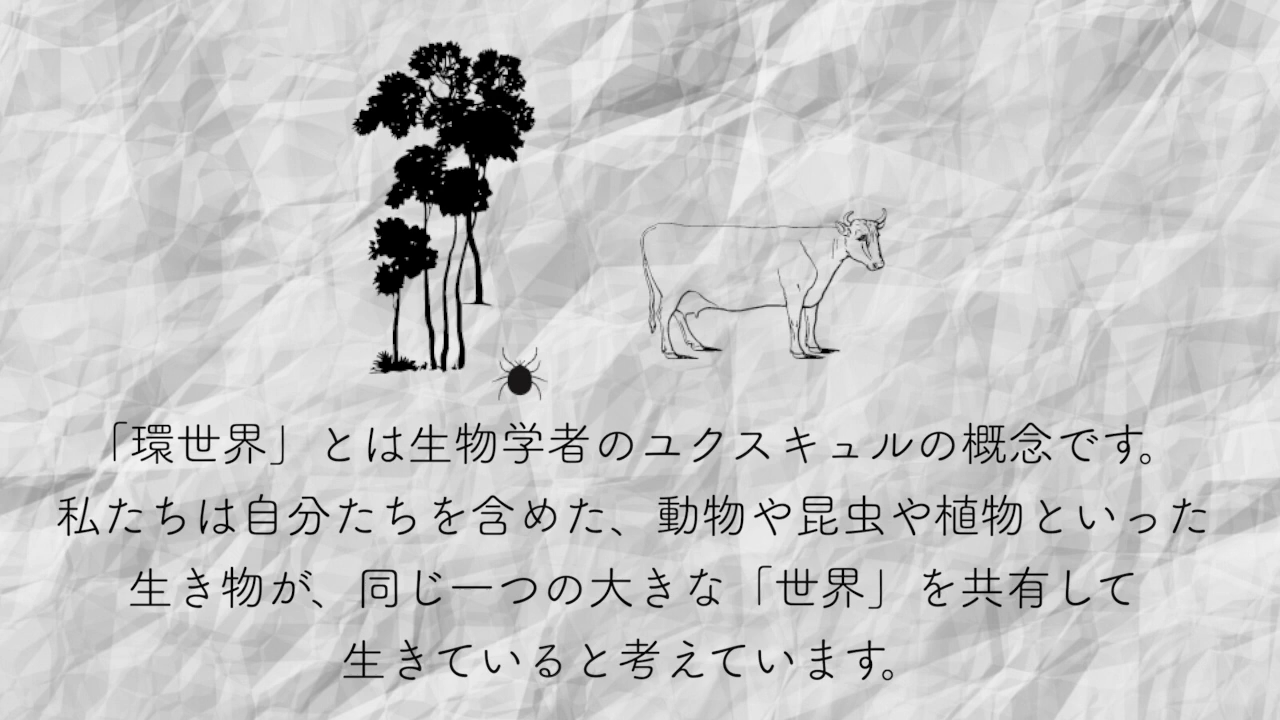 「環世界」とは生物学者のユクスキュルの概念です。
私たちは自分たちを含めた、動物や昆虫や植物といった
生き物が、同じ一つの大きな「世界」を共有して
生きていると考えています。